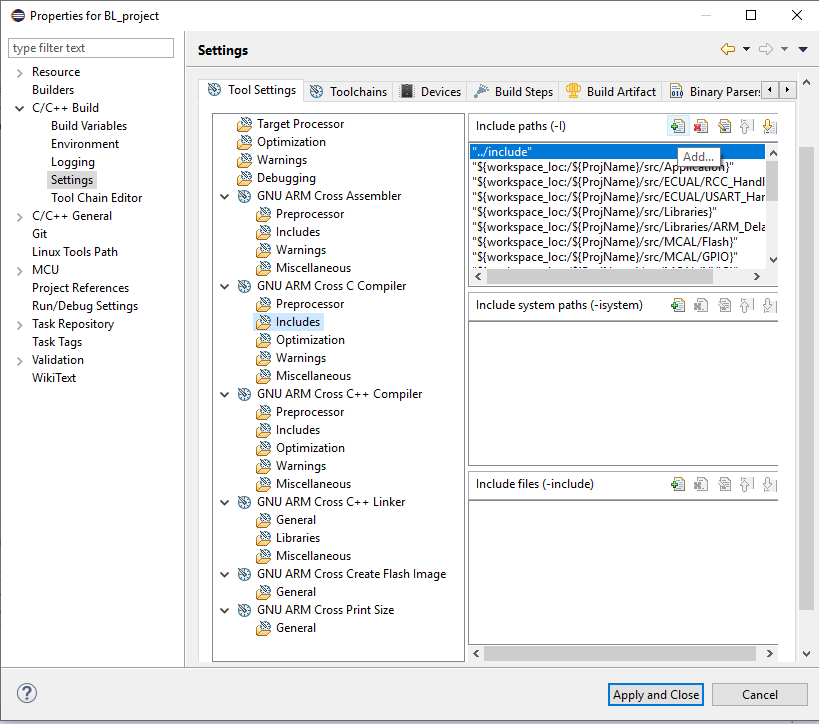 Properties for BL_project
type filter text
Resource
Builders
C/C++ Build
Build Variables
Environment
Logging
Settings
Tool Chain Editor
C/C++ General
Git
Linux Tools Path
MCU
Project References
Run/Debug Settings
Task Repository
Task Tags
Validation
WikiText
Settings
Tool Settings
Toolchains
Devices
Build Steps
Build Artifact
Binary Parsers
Target Processor
Optimization
Warnings
Debugging
GNU ARM Cross Assembler
Preprocessor
Includes
Warnings
Miscellaneous
GNU ARM Cross C Compiler
Preprocessor
Includes
Optimization
Warnings
Miscellaneous
GNU ARM Cross C++ Compiler
Preprocessor
Includes
Optimization
Warnings
Miscellaneous
GNU ARM Cross C++ Linker
General
Libraries
Miscellaneous
GNU ARM Cross Create Flash Image
General
GNU ARM Cross Print Size
General
Include paths (-I)
Add...
"../include"
"${workspace_loc:/${ProjName}/src/Application}"
"${workspace_loc:/${ProjName}/src/ECUAL/RCC_Handl
"${workspace_loc:/${ProjName}/src/ECUAL/USART_Har
"${workspace_loc:/${ProjName}/src/Libraries}"
"${workspace_loc:/${ProjName}/src/Libraries/ARM_Dela
"${workspace_loc:/${ProjName}/src/MCAL/Flash}"
"${workspace_loc:/${ProjName}/src/MCAL/GPIO}"
Include system paths (-isystem)
Include files (-include)
Apply and Close
Cancel